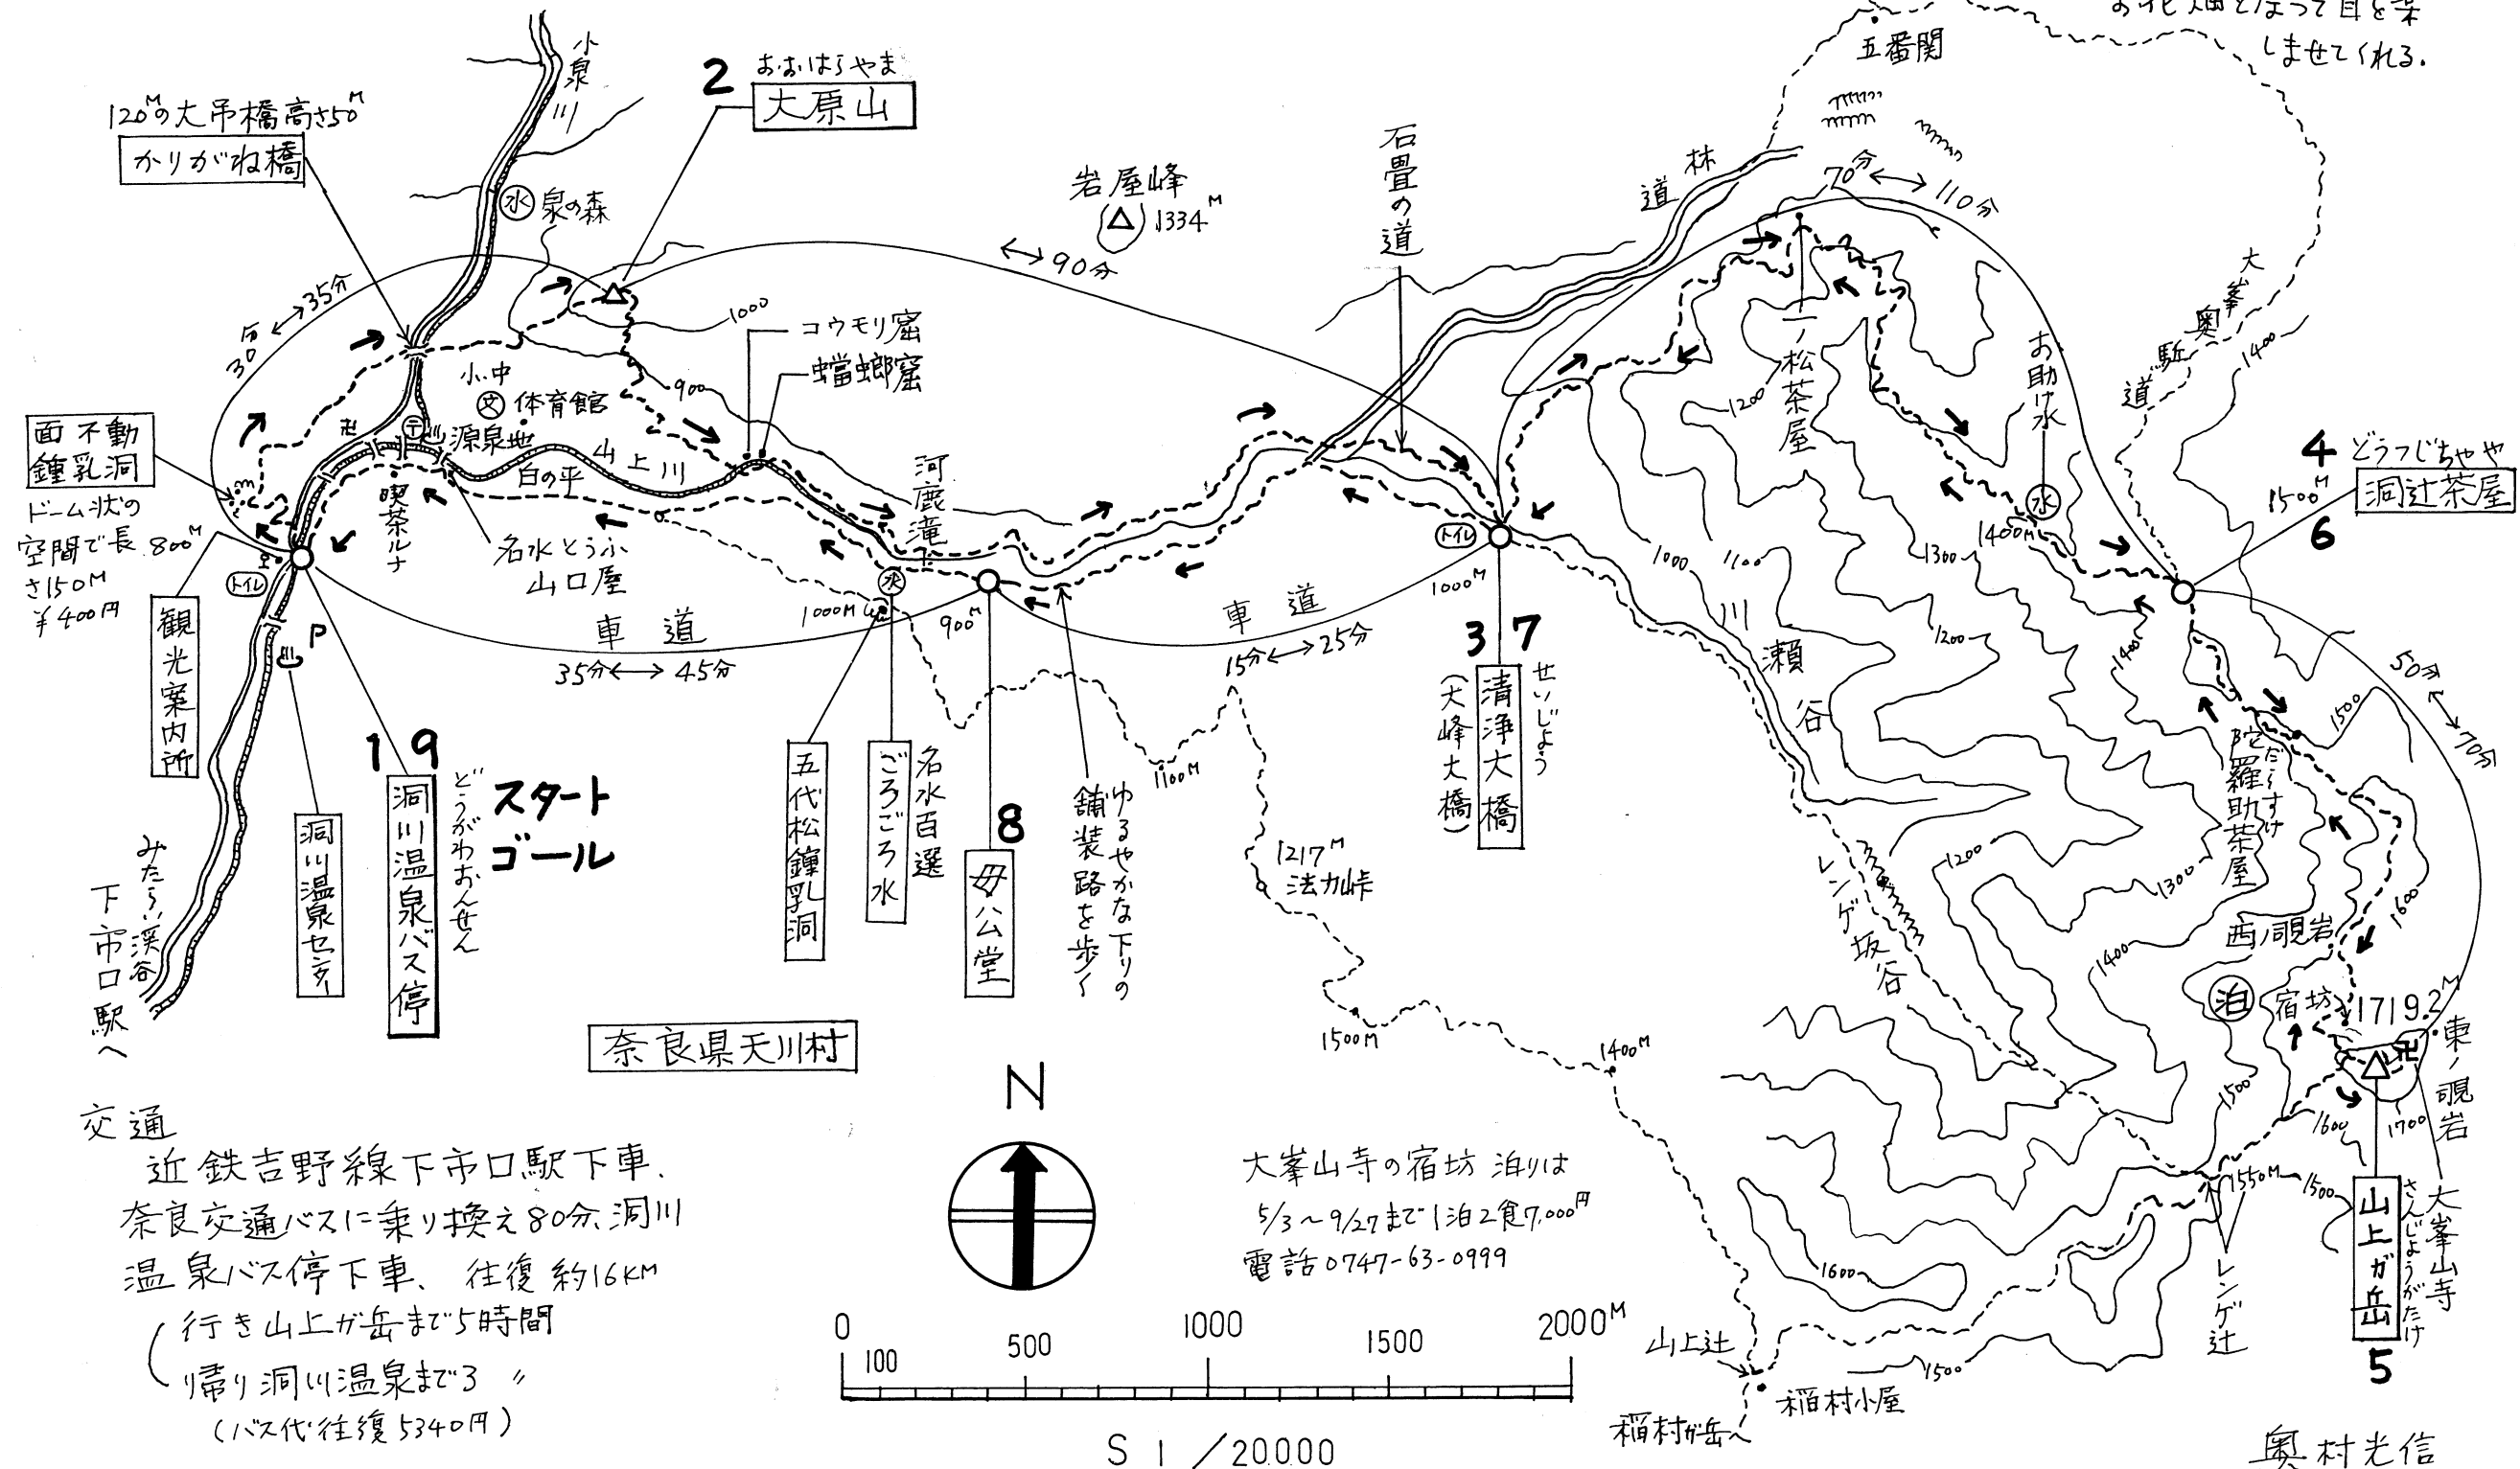 お花畑となって目を楽
しませてくれる.
五番関
小泉川
120Mの大吊橋高さ50M
かりがね橋
2
おおはらやま
大原山
水 泉の森
岩屋峰
1334M
石畳の道
林道
70分 ↔ 110分
大峯奥駈道
1400
↔ 90分
30分 ↔ 35分
1000
900
コウモリ窟
蟷螂窟
小中
文 体育館
卍
〒
源泉地
白の平
山上川
喫茶ルナ
名水とうふ
山口屋
河鹿滝
面不動
鍾乳洞
ドーム状の
空間で長
さ150M
¥400円
800M
トイレ
観光案内所
P
洞川温泉センター
1 9
洞川温泉バス停
どうがわおんせん
スタート
ゴール
車道
35分 ↔ 45分
水
1000M
900M
五代松鍾乳洞
ごろごろ水
名水百選
8
母公堂
ゆるやかな下りの
舗装路を歩く
車道
15分 ↔ 25分
トイレ
1000M
3 7
清浄大橋
せいじょう
(大峰大橋)
一ノ松茶屋
1200
お助け水
水
1400M
4
どうつじちゃや
洞辻茶屋
1500M
6
1000
1100
1300
1200
1400
川瀬谷
50分 ↔ 70分
1500
陀羅助茶屋
だらすけ
1600
西ノ覗岩
泊 宿坊
1719.2M
卍
東ノ覗岩
1200
1300
1400
1500
レンゲ坂谷
1100M
1217M
法力峠
1500M
1400M
1600
1700
1550M
1500
レンゲ辻
大峯山寺
山上ガ岳
さんじょうがたけ
5
1600
1500
山上辻
稲村小屋
稲村が岳へ
みたらい渓谷
下市口駅へ
奈良県天川村
N
交通
近鉄吉野線下市口駅下車、
奈良交通バスに乗り換え80分、洞川
温泉バス停下車、 往復約16KM
行き山上ガ岳まで5時間
帰り洞川温泉まで3 〃
(バス代往復5340円)
大峯山寺の宿坊 泊りは
5/3〜9/27まで1泊2食7,000円
電話0747-63-0999
0 100 500 1000 1500 2000M
S 1/20000
奥村光信